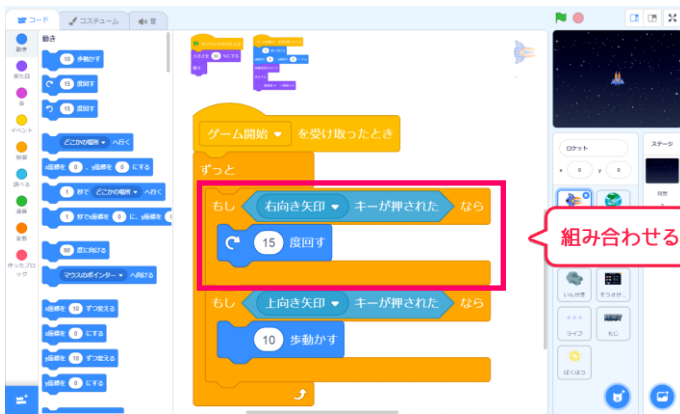 コード
コスチューム
音
動き
動き
10 歩動かす
見た目
15 度回す
音
15 度回す
イベント
どこかの場所 へ行く
制御
x座標を 0 、y座標を 0 にする
調べる
1 秒で どこかの場所 へ行く
演算
1 秒でx座標を 0 に、y座標を
変数
90 度に向ける
作ったブロ
ック
マウスのポインター へ向ける
x座標を 10 ずつ変える
x座標を 0 にする
y座標を 10 ずつ変える
y座標を 0 にする
ゲーム開始 を受け取ったとき
ずっと
もし 右向き矢印 キーが押された なら
15 度回す
もし 上向き矢印 キーが押された なら
10 歩動かす
組み合わせる
ロケット
ステージ
x 0 y 0
背景
いんせき
ライフ
もじ
ばくはつ